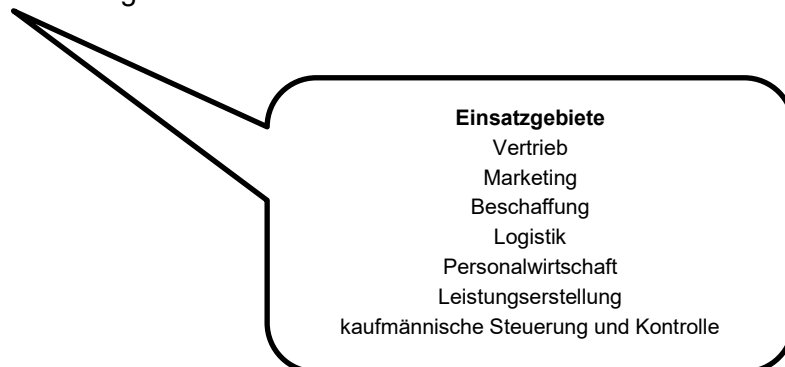 Einsatzgebiete
Vertrieb
Marketing
Beschaffung
Logistik
Personalwirtschaft
Leistungserstellung
kaufmännische Steuerung und Kontrolle